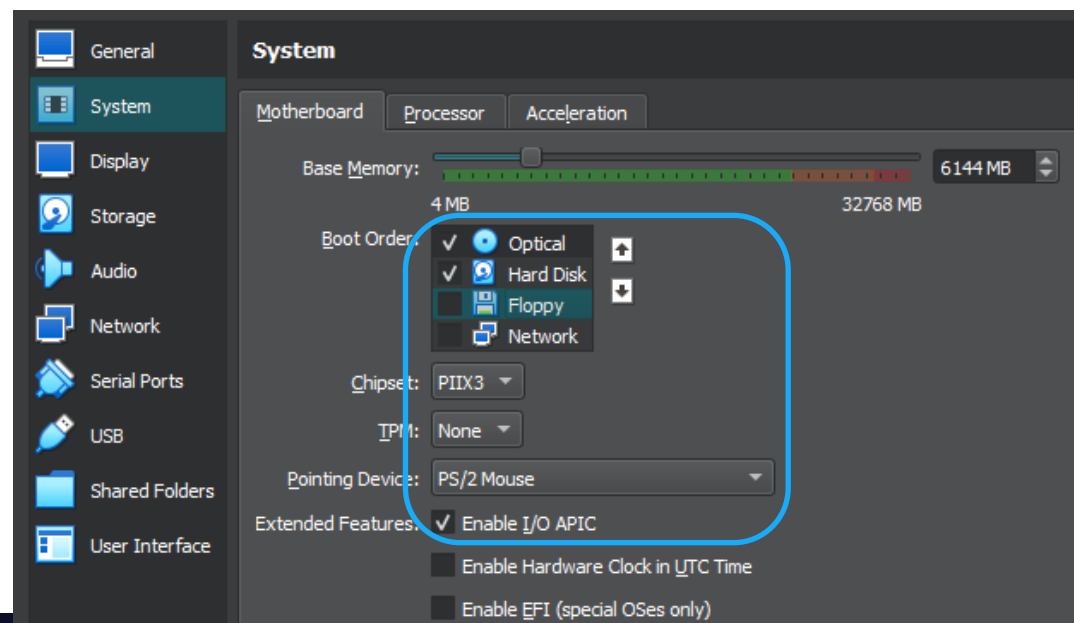 General
System
Display
Storage
Audio
Network
Serial Ports
USB
Shared Folders
User Interface
System
Motherboard Processor Acceleration
Base Memory: 6144 MB
4 MB 32768 MB
Boot Order: Optical
Hard Disk
Floppy
Network
Chipset: PIIX3
TPM: None
Pointing Device: PS/2 Mouse
Extended Features: Enable I/O APIC
Enable Hardware Clock in UTC Time
Enable EFI (special OSes only)